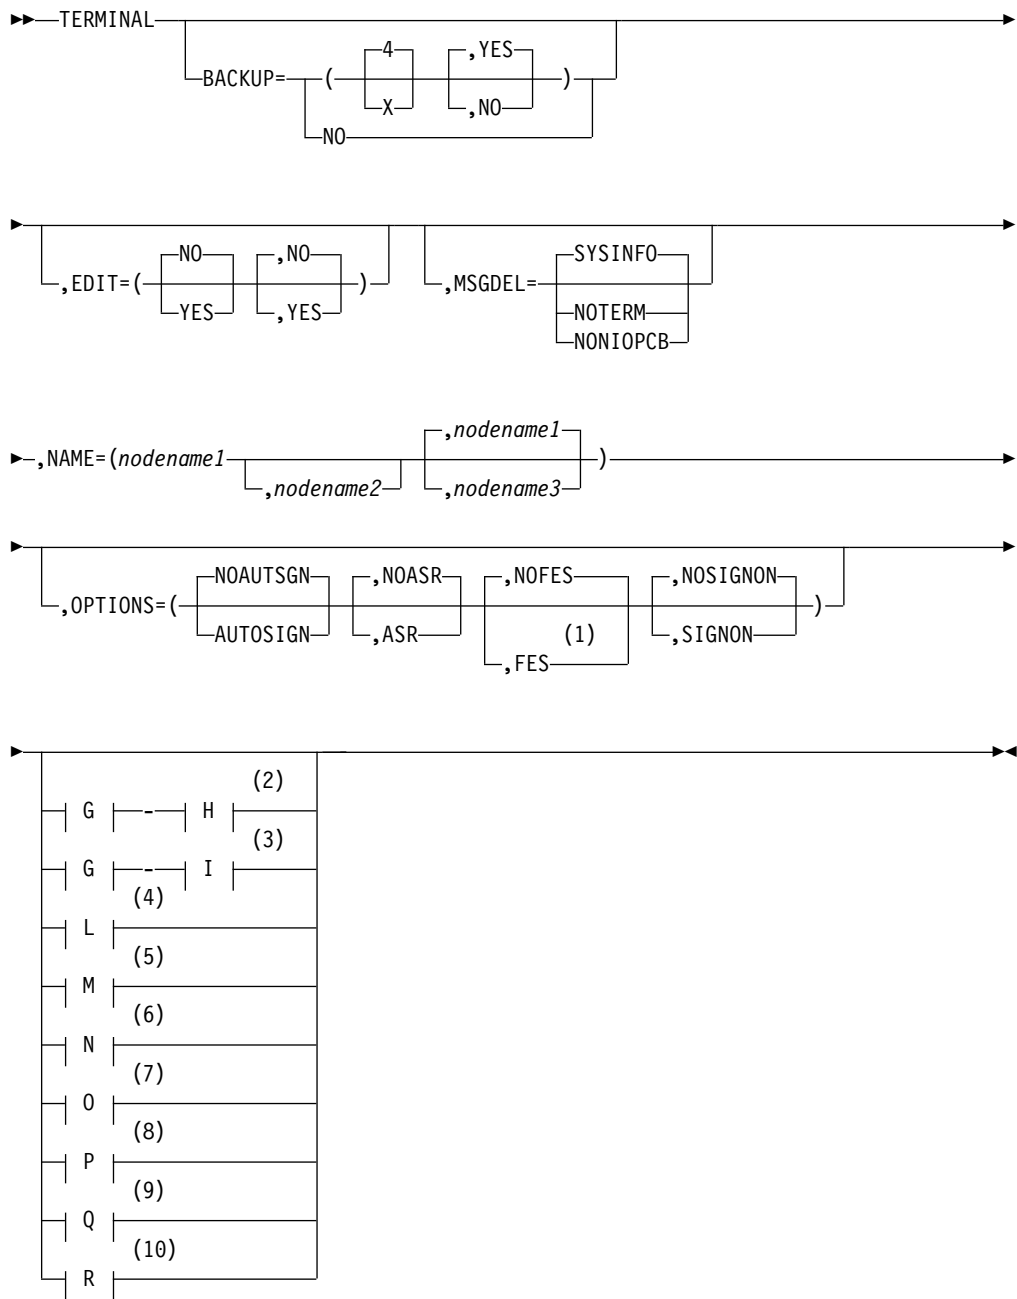 TERMINAL
4 ,YES
BACKUP= ( )
X ,NO
NO
NO ,NO SYSINFO
,EDIT=( ) ,MSGDEL=
YES ,YES NOTERM
NONIOPCB
,nodename1
,NAME=(nodename1 )
,nodename2 ,nodename3
NOAUTSGN ,NOASR ,NOFES ,NOSIGNON
,OPTIONS=( )
AUTOSIGN ,ASR (1) ,SIGNON
,FES
(2)
G - H
(3)
G - I
(4)
L
(5)
M
(6)
N
(7)
O
(8)
P
(9)
Q
(10)
R